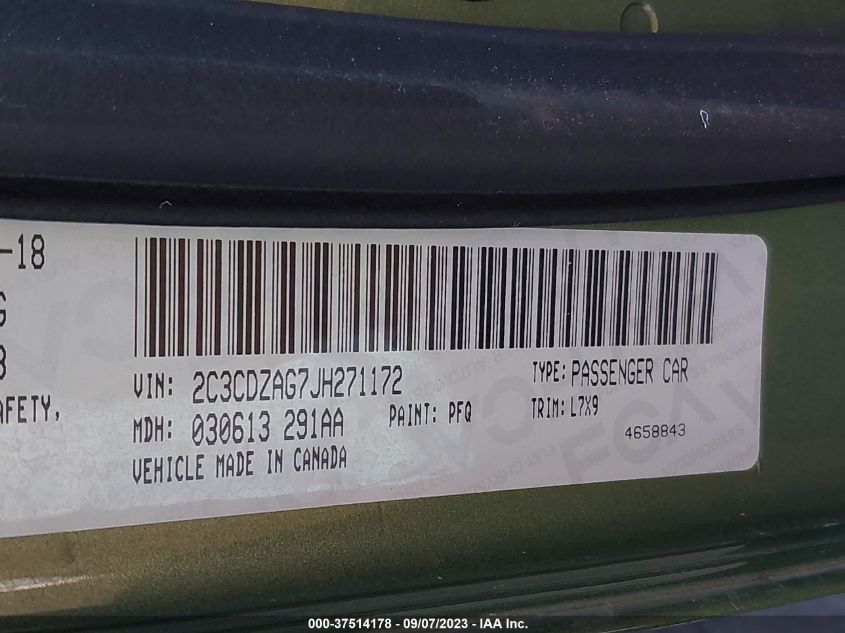 -18
G
8
AFETY,
VIN: 2C3CDZAG7JH271172
TYPE: PASSENGER CAR
MDH: 030613 291AA
PAINT: PFQ
TRIM: L7X9
4658843
VEHICLE MADE IN CANADA
000-37514178 - 09/07/2023 - IAA Inc.